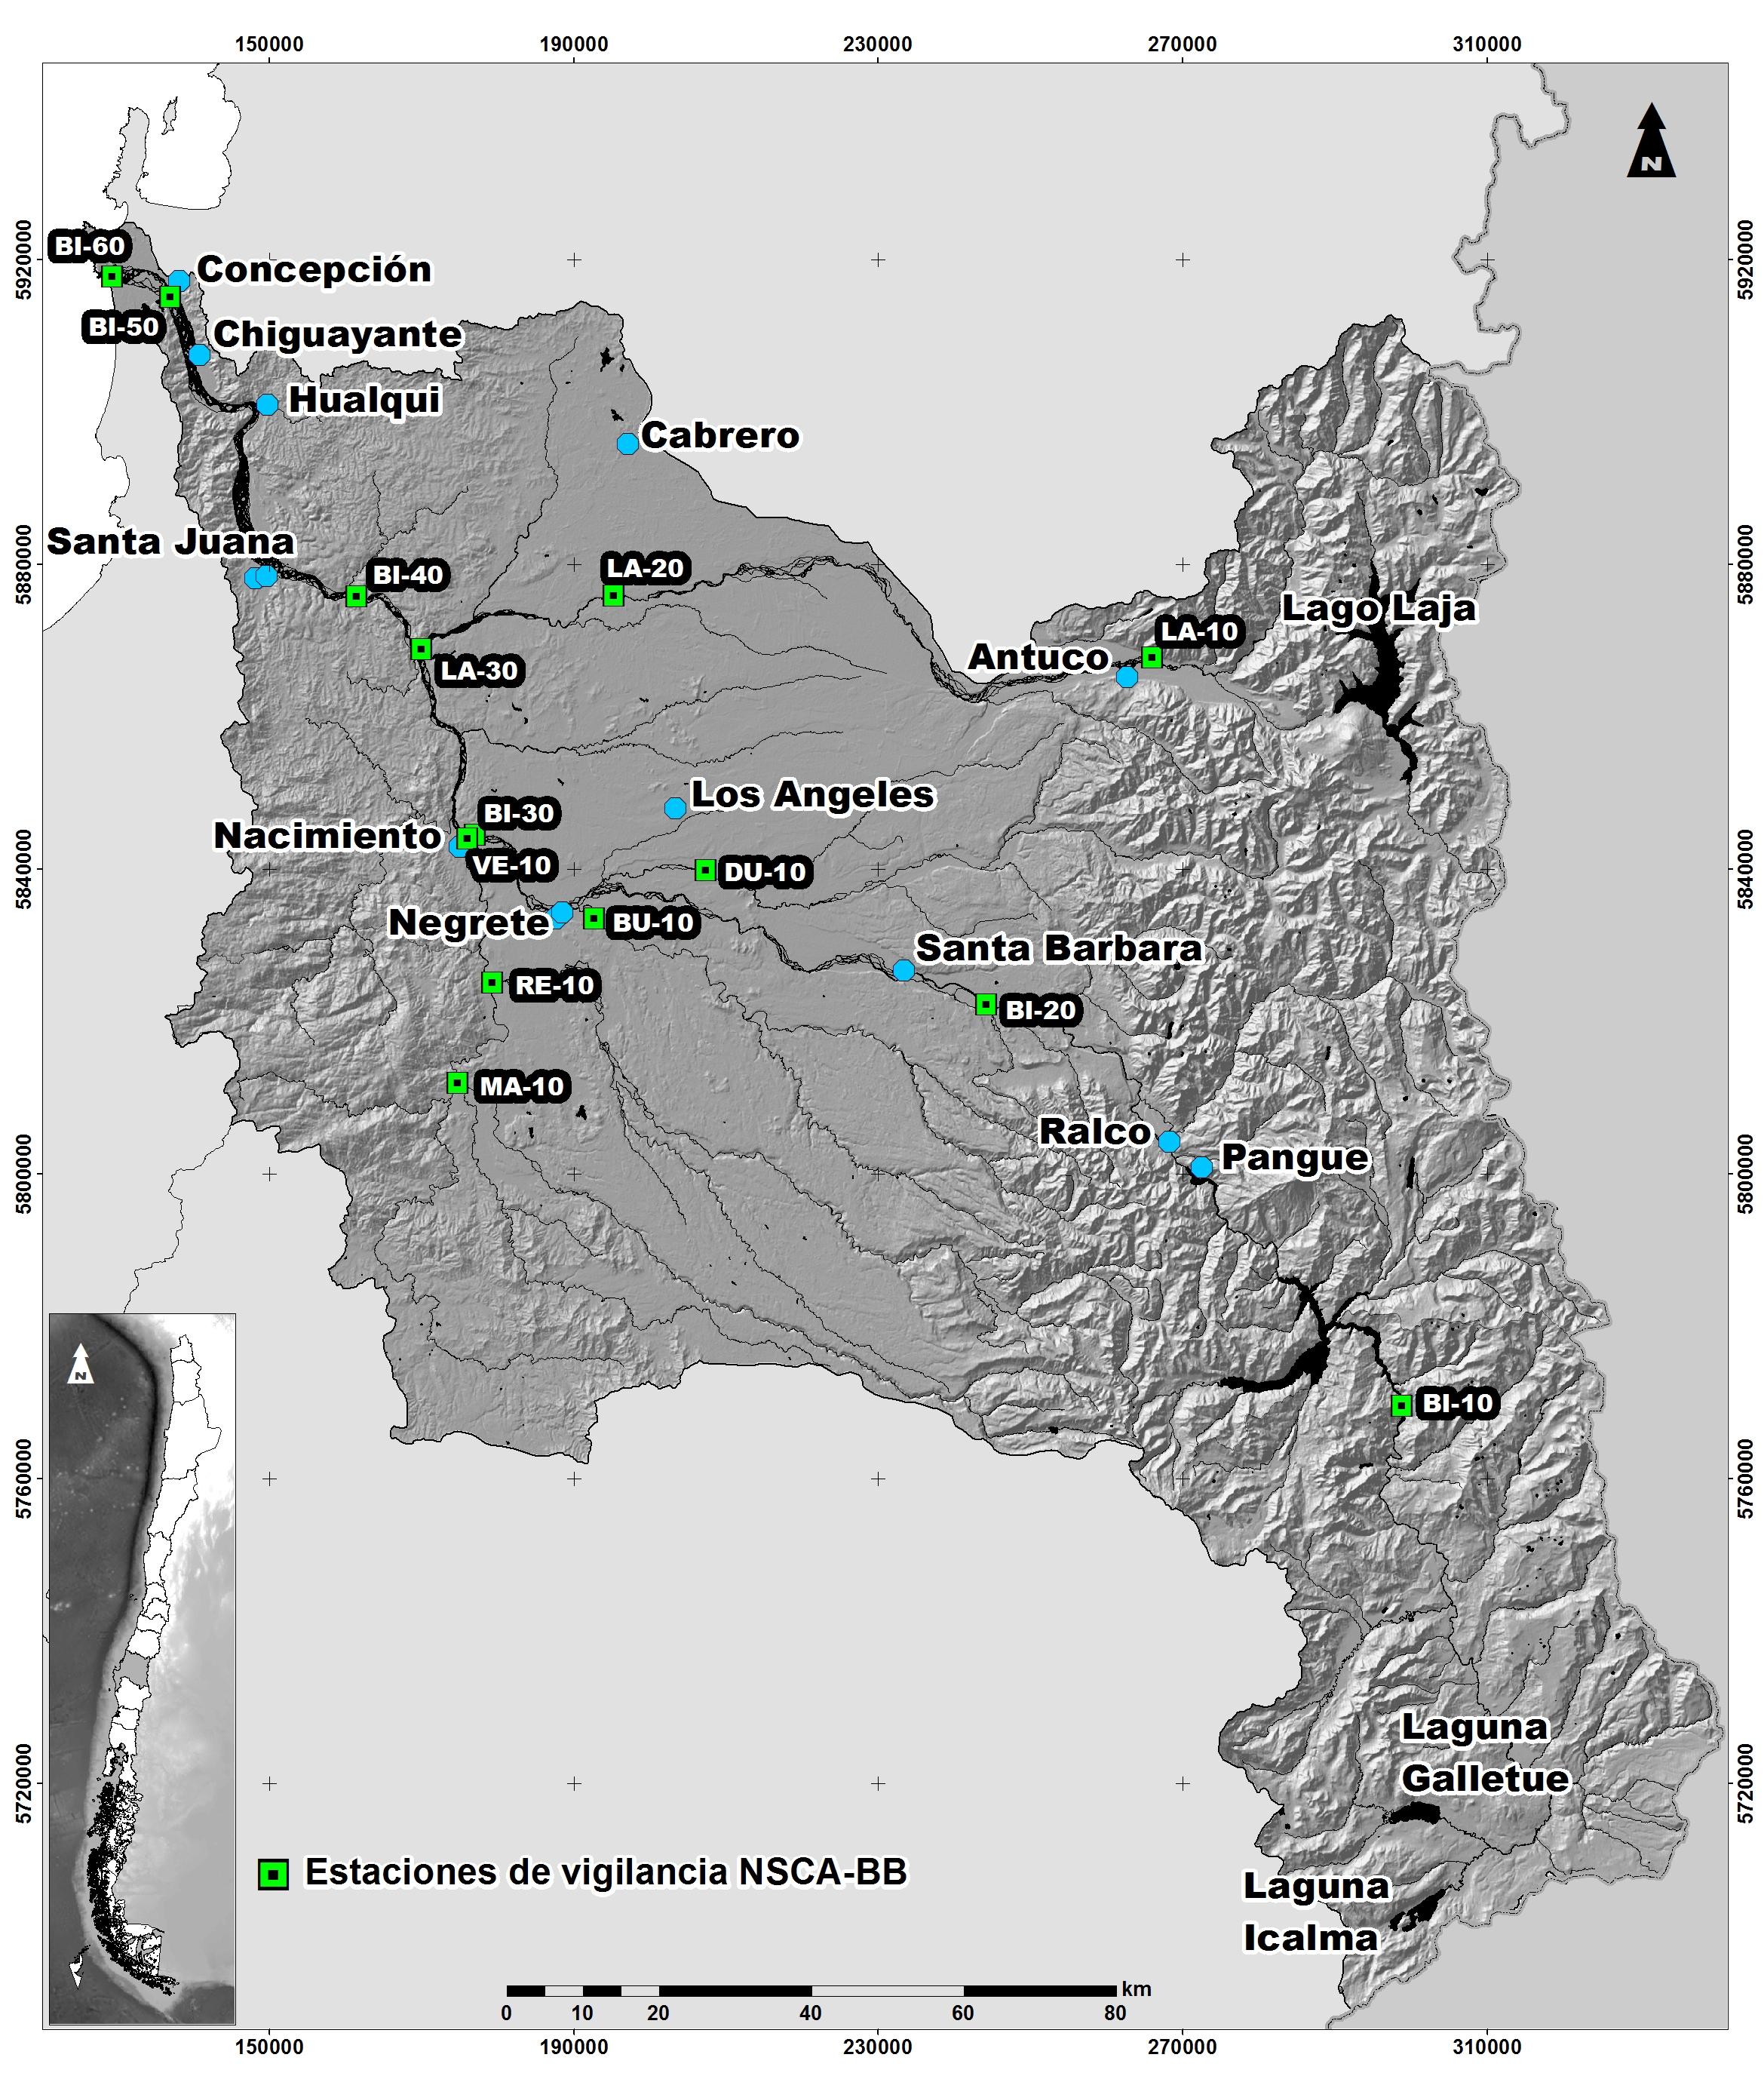 150000 190000 230000 270000 310000
N
5920000 5920000
BI-60
Concepción
BI-50
Chiguayante
Hualqui
Cabrero
Santa Juana
5880000 5880000
BI-40
LA-20
Lago Laja
LA-10
LA-30
Antuco
Los Angeles
BI-30
Nacimiento
VE-10
5840000 5840000
DU-10
Negrete
BU-10
Santa Barbara
RE-10
BI-20
MA-10
Ralco
Pangue
5800000 5800000
N
BI-10
5760000 5760000
Laguna
Galletue
5720000 5720000
Estaciones de vigilancia NSCA-BB
Laguna
Icalma
km
0 10 20 40 60 80
150000 190000 230000 270000 310000